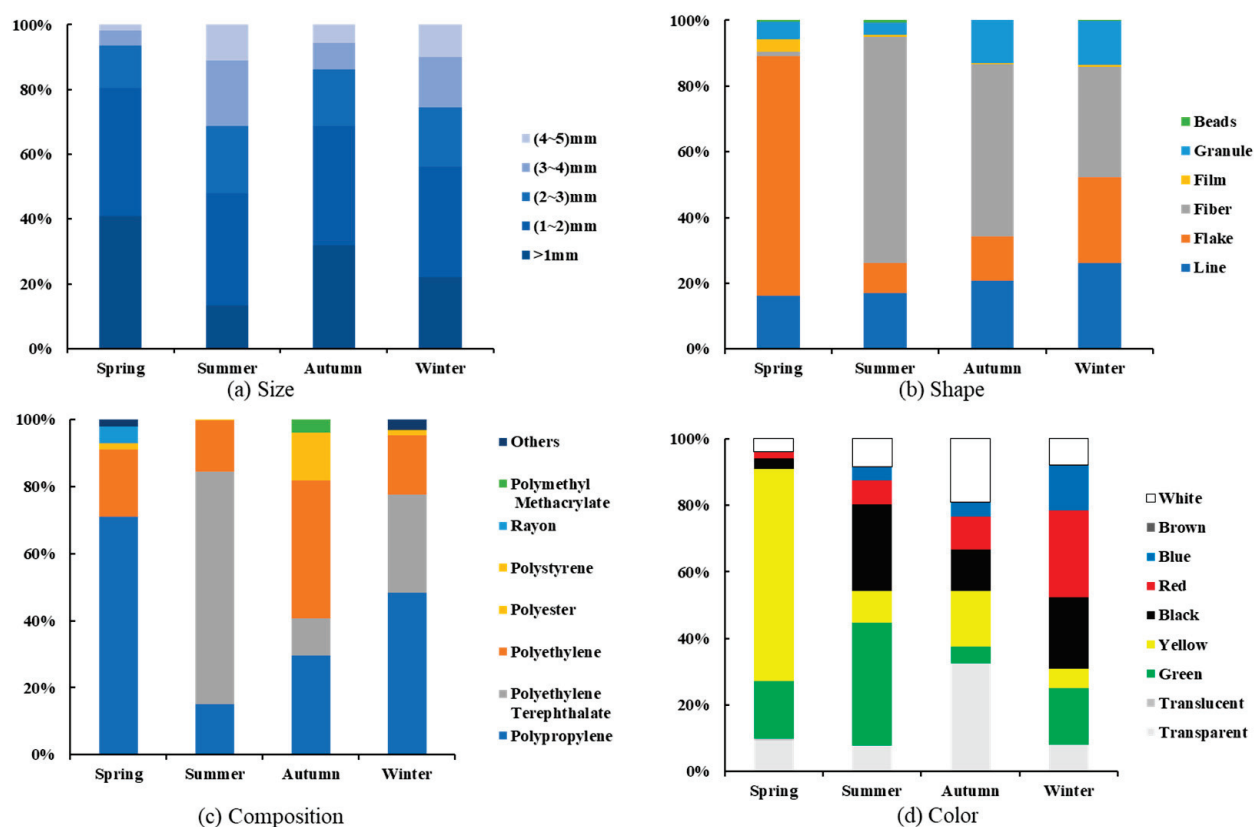 100%
80%
60%
40%
20%
0%
(4~5)mm
(3~4)mm
(2~3)mm
(1~2)mm
>1mm
Spring Summer Autumn Winter
(a) Size
100%
80%
60%
40%
20%
0%
Beads
Granule
Film
Fiber
Flake
Line
Spring Summer Autumn Winter
(b) Shape
100%
80%
60%
40%
20%
0%
Others
Polymethyl
Methacrylate
Rayon
Polystyrene
Polyester
Polyethylene
Polyethylene
Terephthalate
Polypropylene
Spring Summer Autumn Winter
(c) Composition
100%
80%
60%
40%
20%
0%
White
Brown
Blue
Red
Black
Yellow
Green
Translucent
Transparent
Spring Summer Autumn Winter
(d) Color